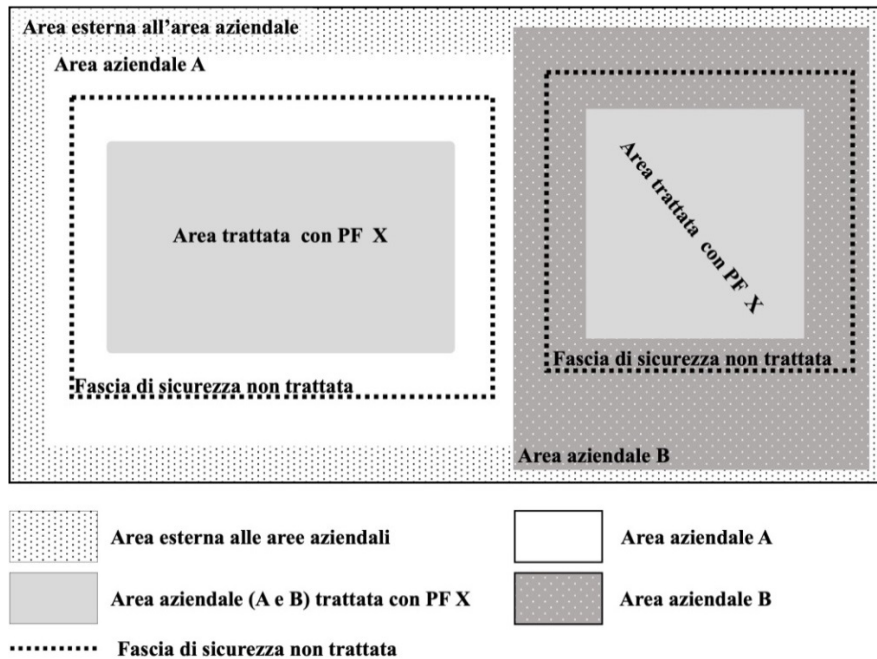 Area esterna all’area aziendale
Area aziendale A
Area trattata con PF X
Fascia di sicurezza non trattata
Area trattata con PF X
Fascia di sicurezza non trattata
Area aziendale B
Area esterna alle aree aziendali
Area aziendale A
Area aziendale (A e B) trattata con PF X
Area aziendale B
Fascia di sicurezza non trattata